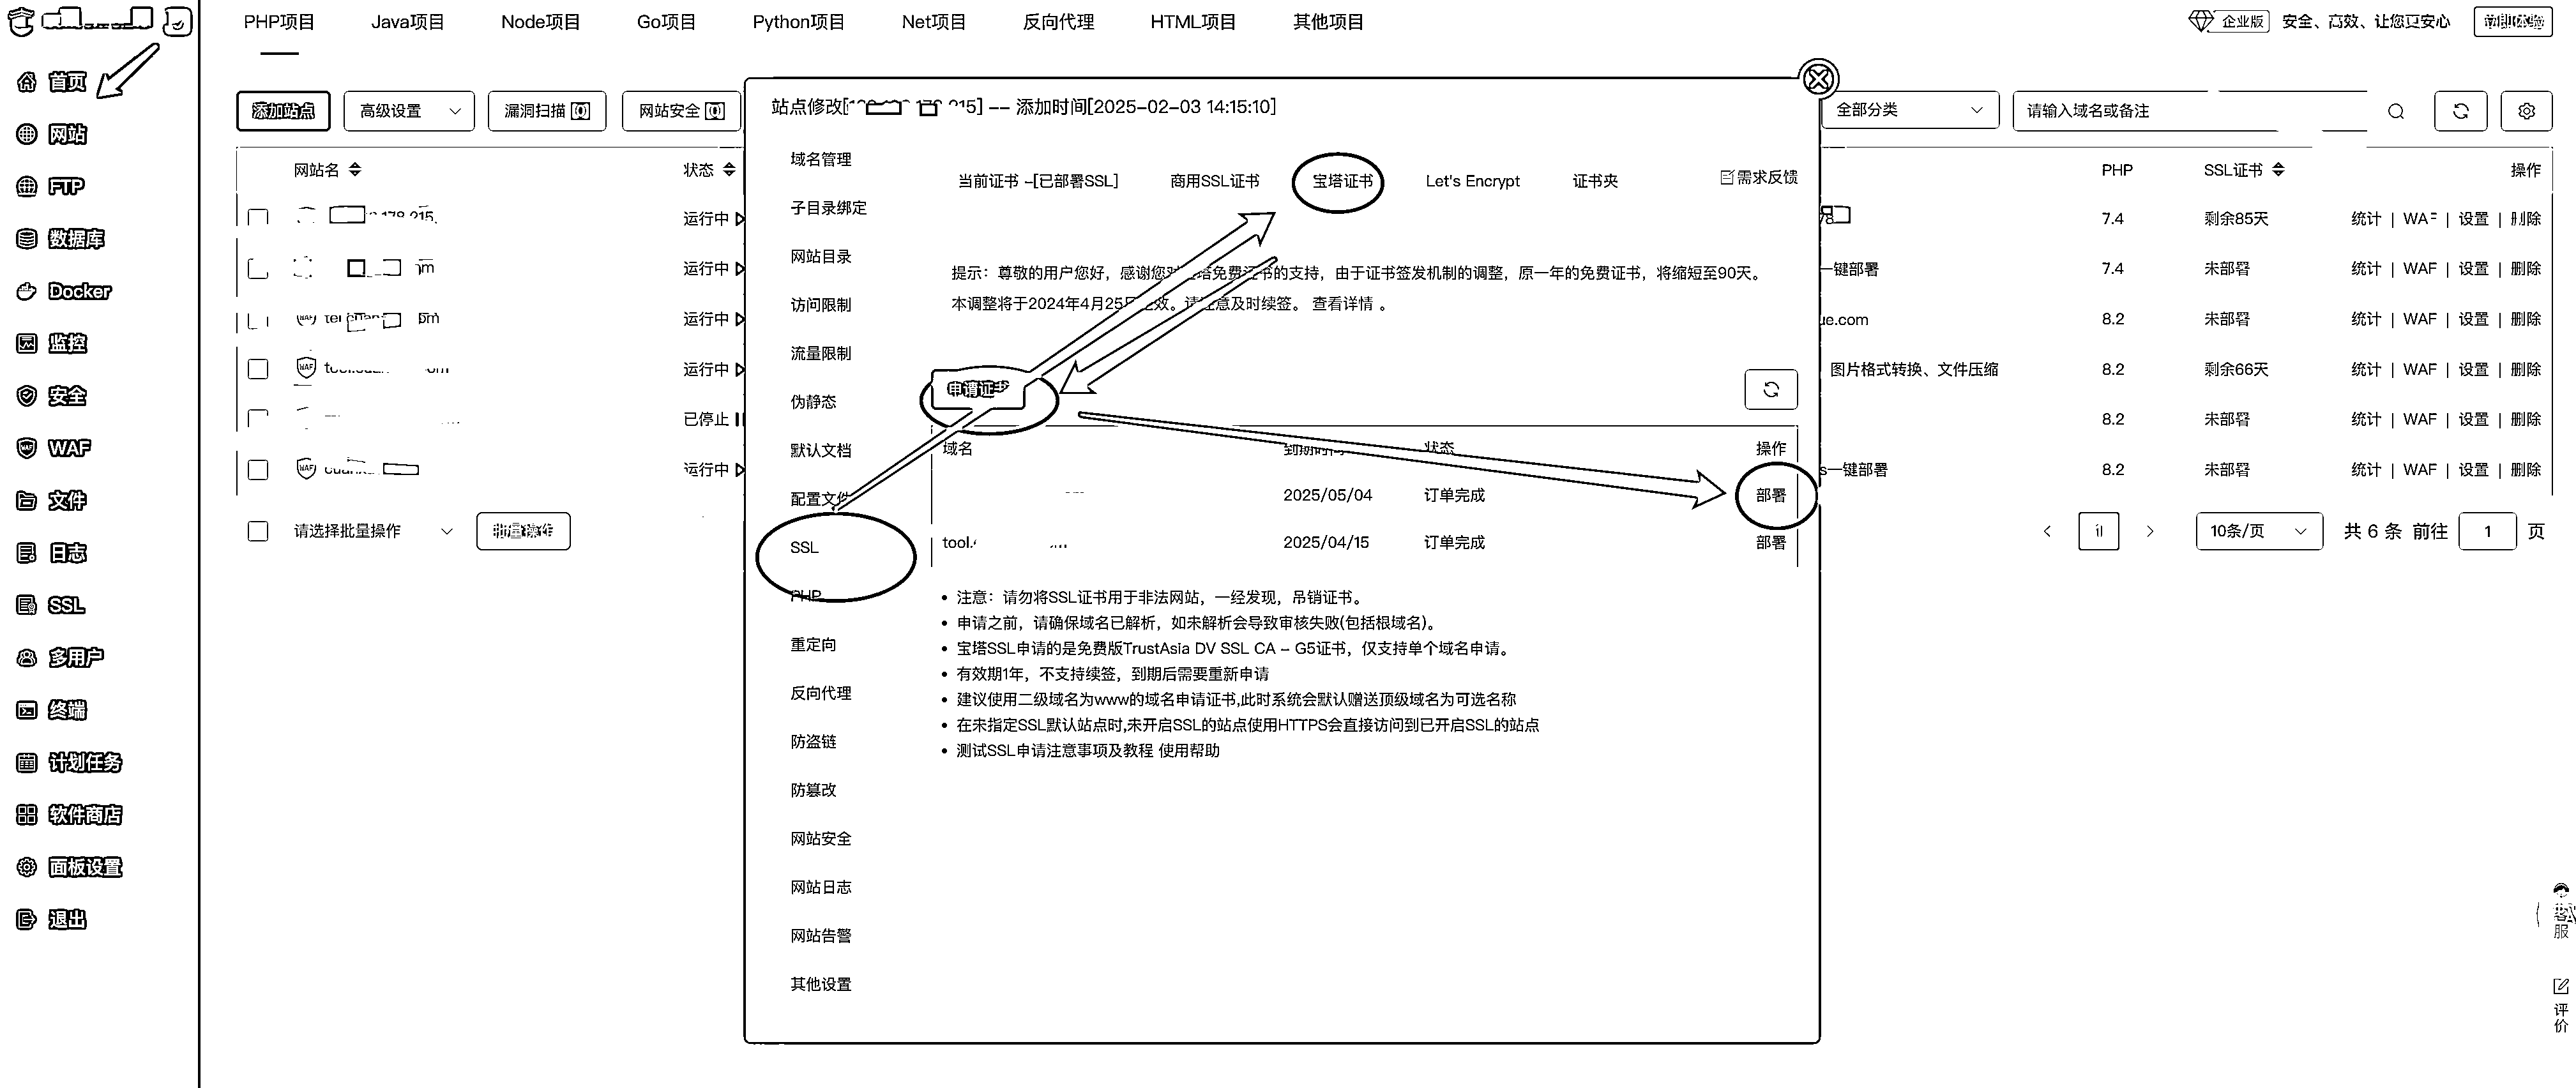 PHP项目 Java项目 Node项目 Go项目 Python项目 Net项目 反向代理 HTML项目 其他项目
企业版 安全、高效、让您更安心
首页
网站
FTP
数据库
Docker
监控
安全
WAF
文件
日志
SSL
多用户
终端
计划任务
软件商店
面板设置
退出
添加站点 高级设置 漏洞扫描 网站安全
全部分类 请输入域名或备注
网站名 状态
PHP SSL证书 操作
运行中
7.4 剩余85天 统计 | WAF | 设置 | 删除
运行中
一键部署 7.4 未部署 统计 | WAF | 设置 | 删除
运行中
ue.com 8.2 未部署 统计 | WAF | 设置 | 删除
运行中
图片格式转换、文件压缩 8.2 剩余66天 统计 | WAF | 设置 | 删除
已停止
8.2 未部署 统计 | WAF | 设置 | 删除
运行中
s一键部署 8.2 未部署 统计 | WAF | 设置 | 删除
请选择批量操作 批量操作
10条/页 共 6 条 前往 1 页
站点修改[ 15] -- 添加时间[2025-02-03 14:15:10]
域名管理
子目录绑定
网站目录
访问限制
流量限制
伪静态
默认文档
配置文件
SSL
PHP
重定向
反向代理
防盗链
防篡改
网站安全
网站日志
网站告警
其他设置
当前证书 -[已部署SSL] 商用SSL证书 宝塔证书 Let's Encrypt 证书夹 需求反馈
提示：尊敬的用户您好，感谢您对宝塔免费证书的支持，由于证书签发机制的调整，原一年的免费证书，将缩短至90天。
本调整将于2024年4月25日生效。请注意及时续签。 查看详情 。
申请证书
域名 到期时间 状态 操作
2025/05/04 订单完成 部署
tool. 2025/04/15 订单完成 部署
• 注意：请勿将SSL证书用于非法网站，一经发现，吊销证书。
• 申请之前，请确保域名已解析，如未解析会导致审核失败(包括根域名)。
• 宝塔SSL申请的是免费版TrustAsia DV SSL CA - G5证书，仅支持单个域名申请。
• 有效期1年，不支持续签，到期后需要重新申请
• 建议使用二级域名为www的域名申请证书,此时系统会默认赠送顶级域名为可选名称
• 在未指定SSL默认站点时,未开启SSL的站点使用HTTPS会直接访问到已开启SSL的站点
• 测试SSL申请注意事项及教程 使用帮助
客服
评价